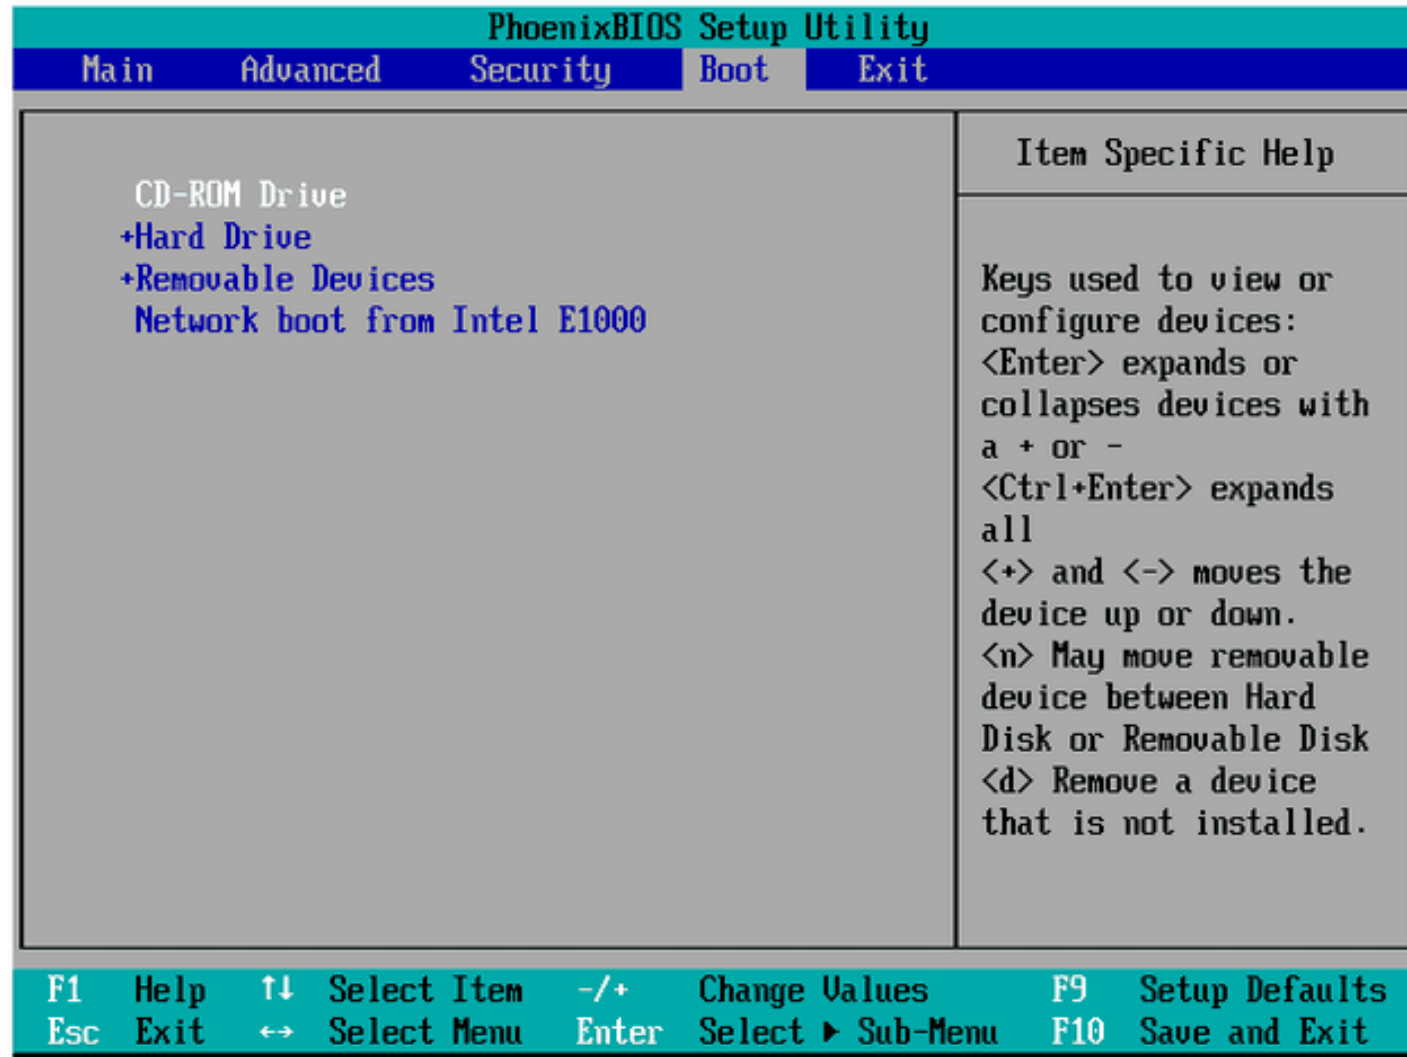 PhoenixBIOS Setup Utility
Main Advanced Security Boot Exit
CD-ROM Drive
+Hard Drive
+Removable Devices
Network boot from Intel E1000
Item Specific Help
Keys used to view or
configure devices:
<Enter> expands or
collapses devices with
a + or -
<Ctrl+Enter> expands
all
<+> and <-> moves the
device up or down.
<n> May move removable
device between Hard
Disk or Removable Disk
<d> Remove a device
that is not installed.
F1 Help ↑↓ Select Item -/+ Change Values F9 Setup Defaults
Esc Exit ↔ Select Menu Enter Select ▶ Sub-Menu F10 Save and Exit